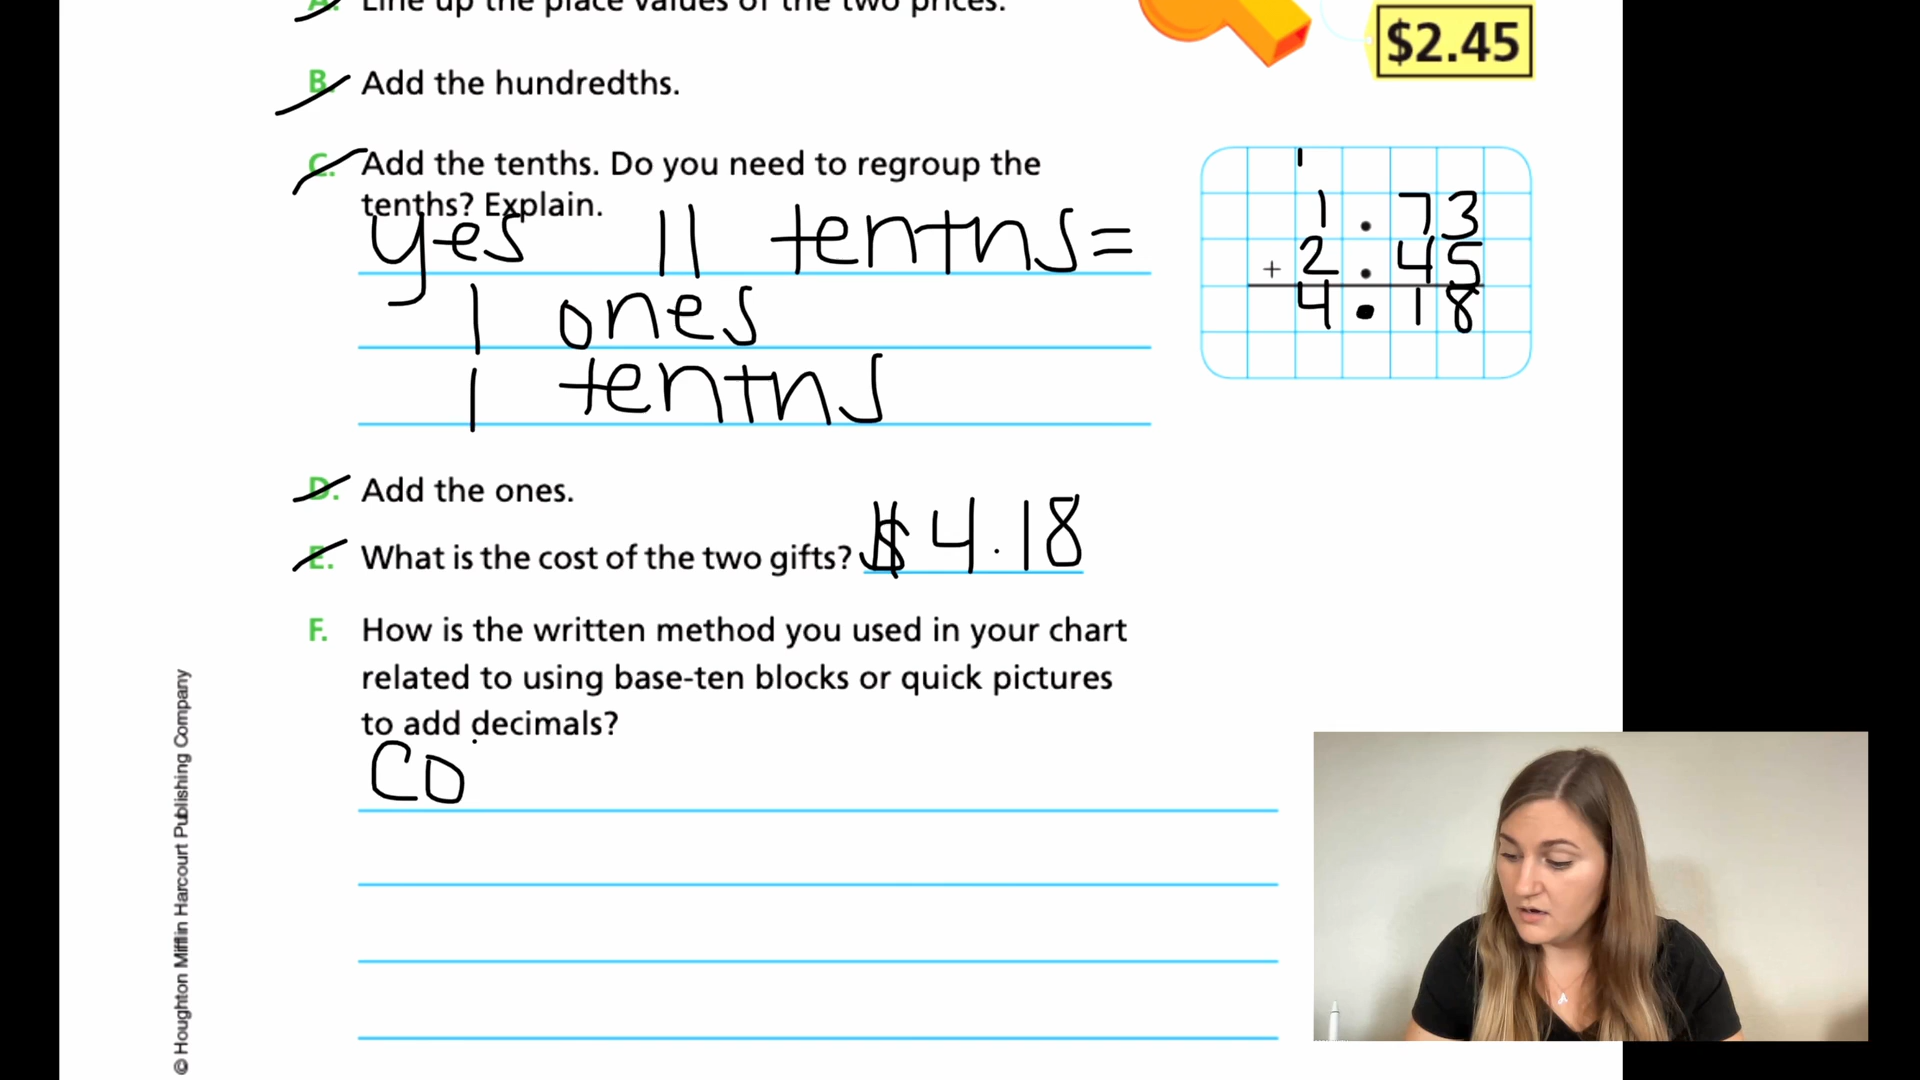 A. Line up the place values of the two prices.
$2.45
B. Add the hundredths.
C. Add the tenths. Do you need to regroup the
tenths? Explain.
yes 11 tenths=
1 ones
1 tenths
1
1.73
+ 2.45
4.18
D. Add the ones.
E. What is the cost of the two gifts? $4.18
F. How is the written method you used in your chart
related to using base-ten blocks or quick pictures
to add decimals?
CO
© Houghton Mifflin Harcourt Publishing Company